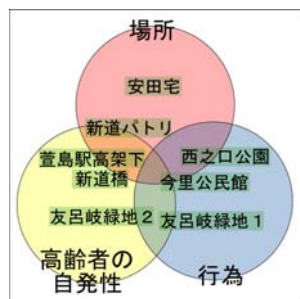 場所
安田宅
新道パトリ
萱島駅高架下
新道橋
西之口公園
今里公民館
友呂岐緑地2
友呂岐緑地1
高齢者の
自発性
行為